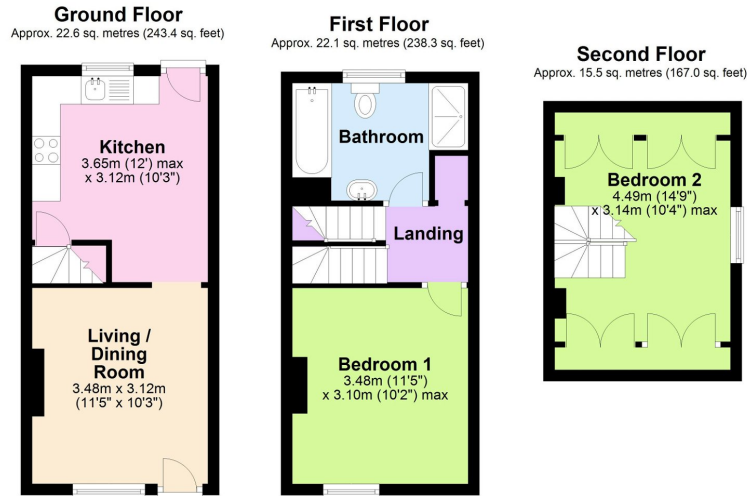 Ground Floor
Approx. 22.6 sq. metres (243.4 sq. feet)
Kitchen
3.65m (12') max
x 3.12m (10'3")
Living /
Dining
Room
3.48m x 3.12m
(11'5" x 10'3")
First Floor
Approx. 22.1 sq. metres (238.3 sq. feet)
Bathroom
Landing
Bedroom 1
3.48m (11'5")
x 3.10m (10'2") max
Second Floor
Approx. 15.5 sq. metres (167.0 sq. feet)
Bedroom 2
4.49m (14'9")
x 3.14m (10'4") max